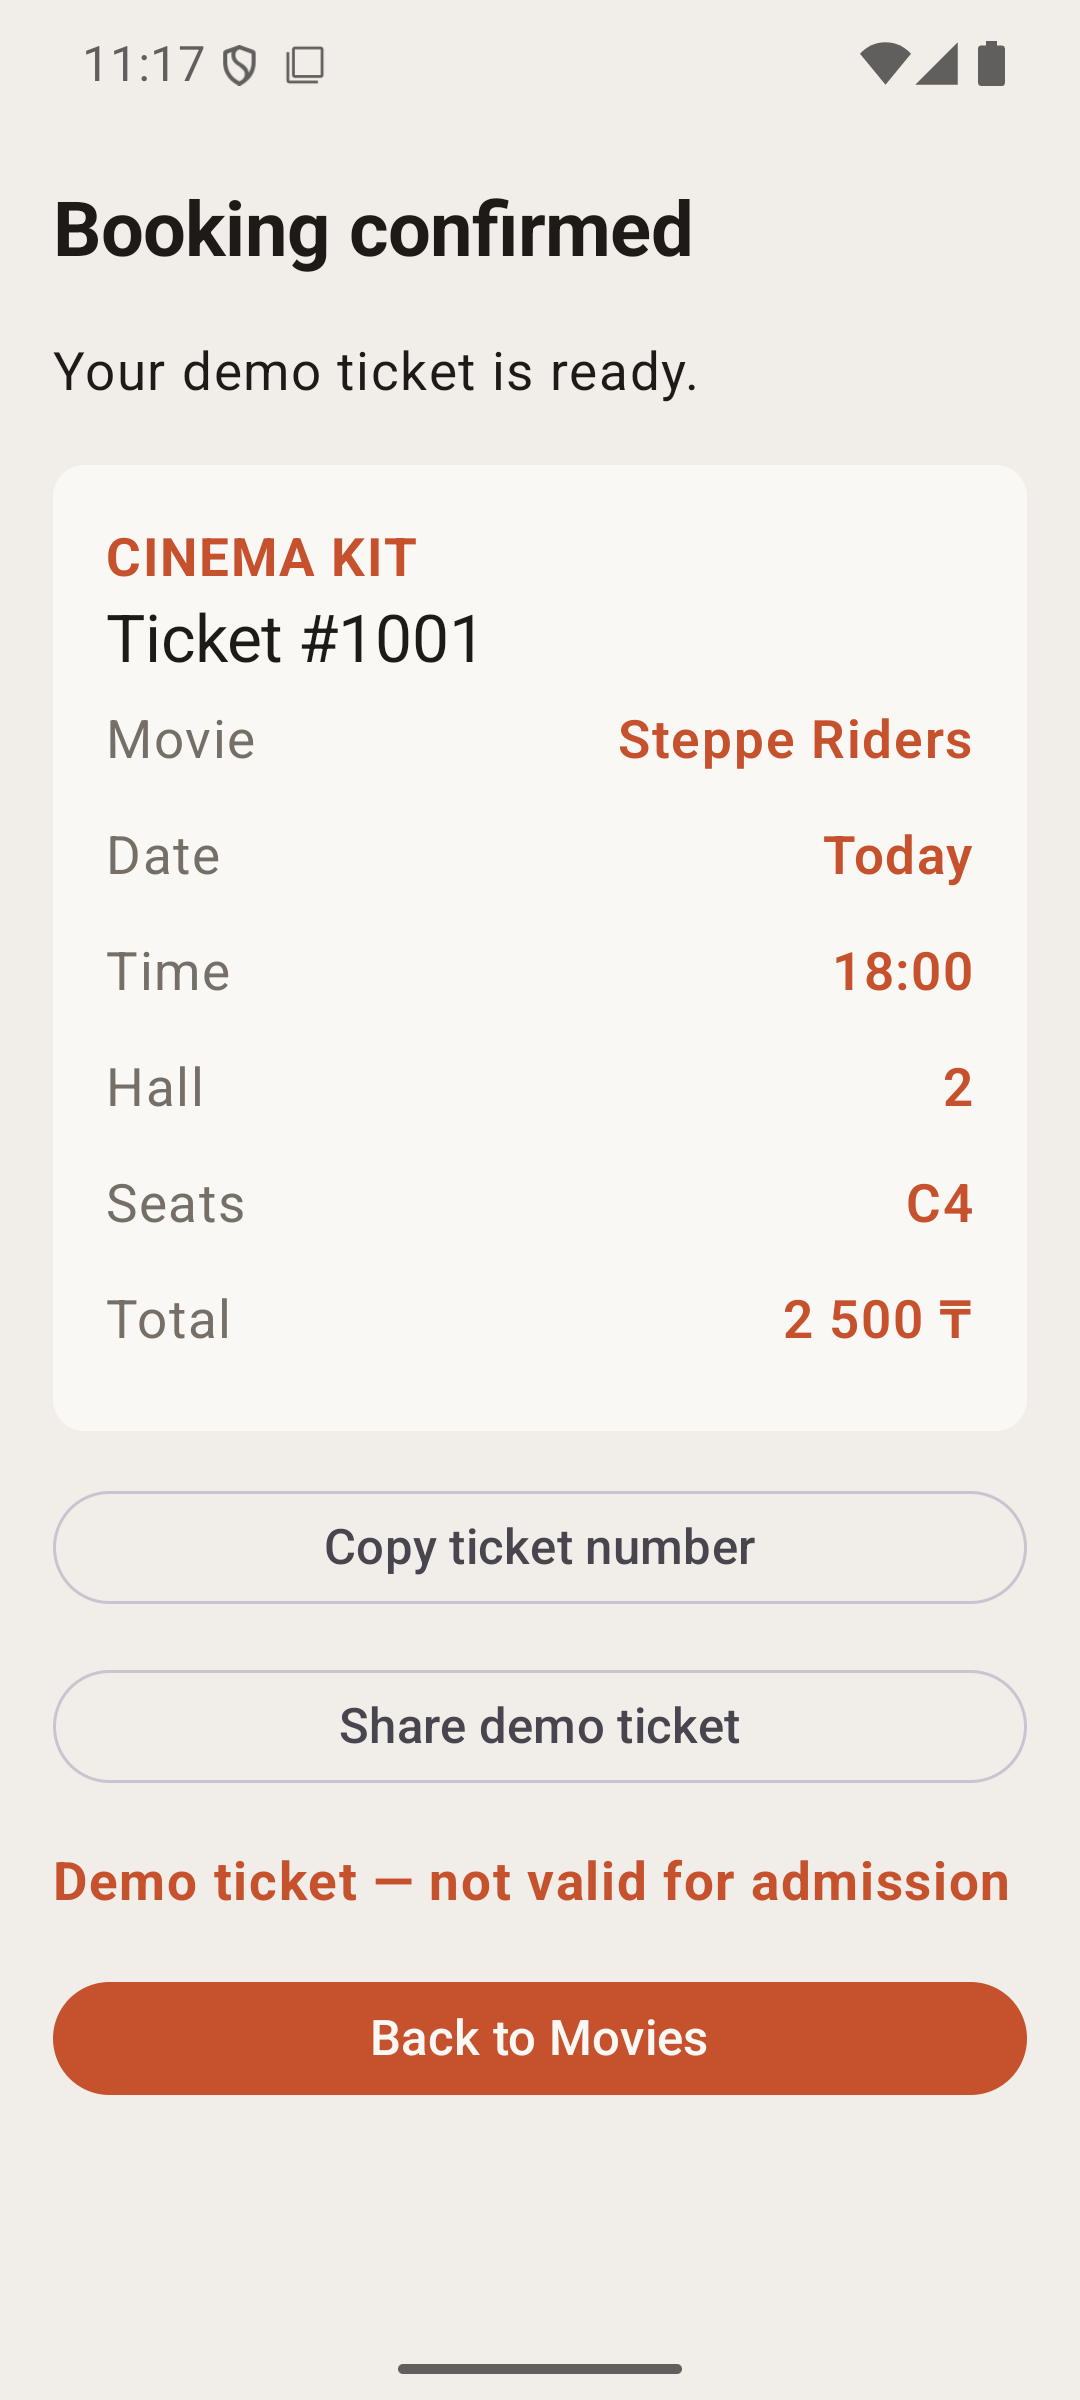 11:17
Booking confirmed
Your demo ticket is ready.
CINEMA KIT
Ticket #1001
Movie Steppe Riders
Date Today
Time 18:00
Hall 2
Seats C4
Total 2 500 ₸
Copy ticket number
Share demo ticket
Demo ticket — not valid for admission
Back to Movies